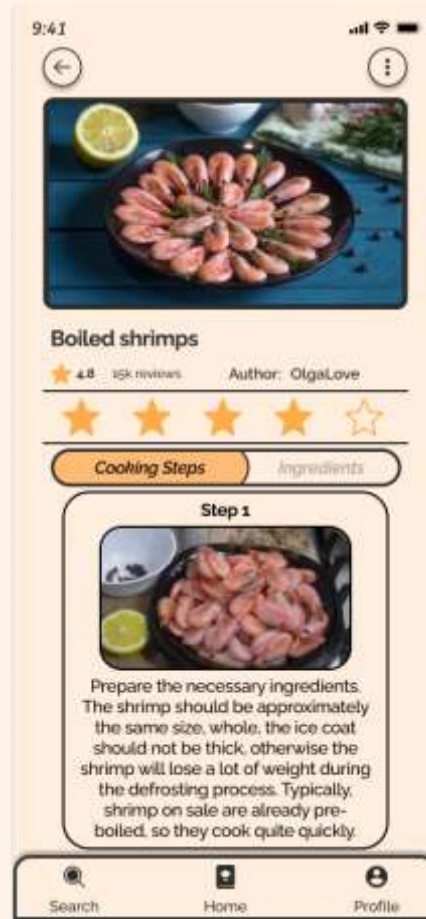 9:41
Boiled shrimps
4.8 15k reviews Author: OlgaLove
Cooking Steps Ingredients
Step 1
Prepare the necessary ingredients.
The shrimp should be approximately
the same size, whole, the ice coat
should not be thick, otherwise the
shrimp will lose a lot of weight during
the defrosting process. Typically,
shrimp on sale are already pre-
boiled, so they cook quite quickly.
Search Home Profile